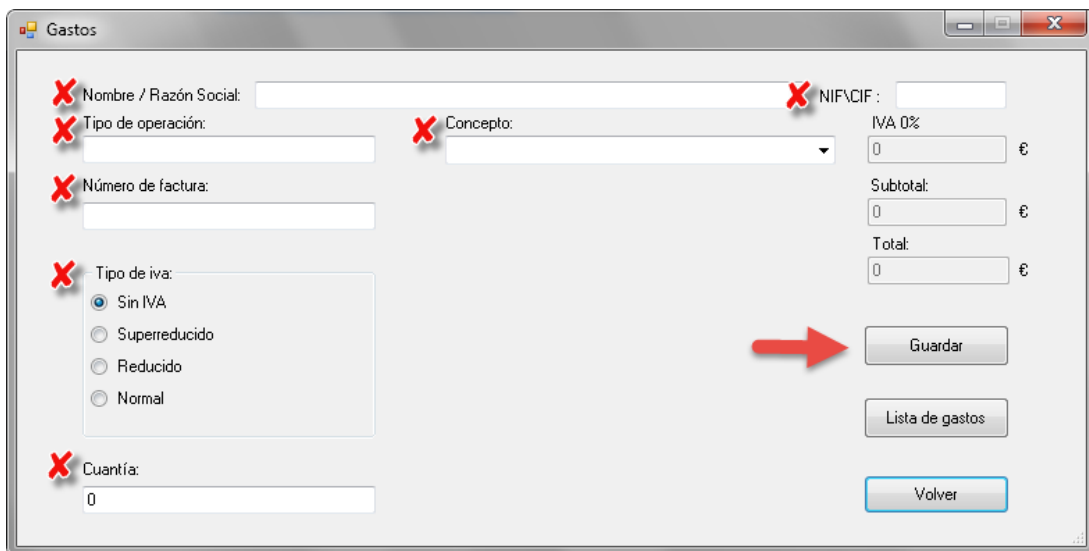 Gastos
Nombre / Razón Social:
NIF\CIF :
Tipo de operación:
Concepto:
IVA 0%
0 €
Número de factura:
Subtotal:
0 €
Total:
0 €
Tipo de iva:
Sin IVA
Superreducido
Reducido
Normal
Guardar
Lista de gastos
Cuantía:
0
Volver